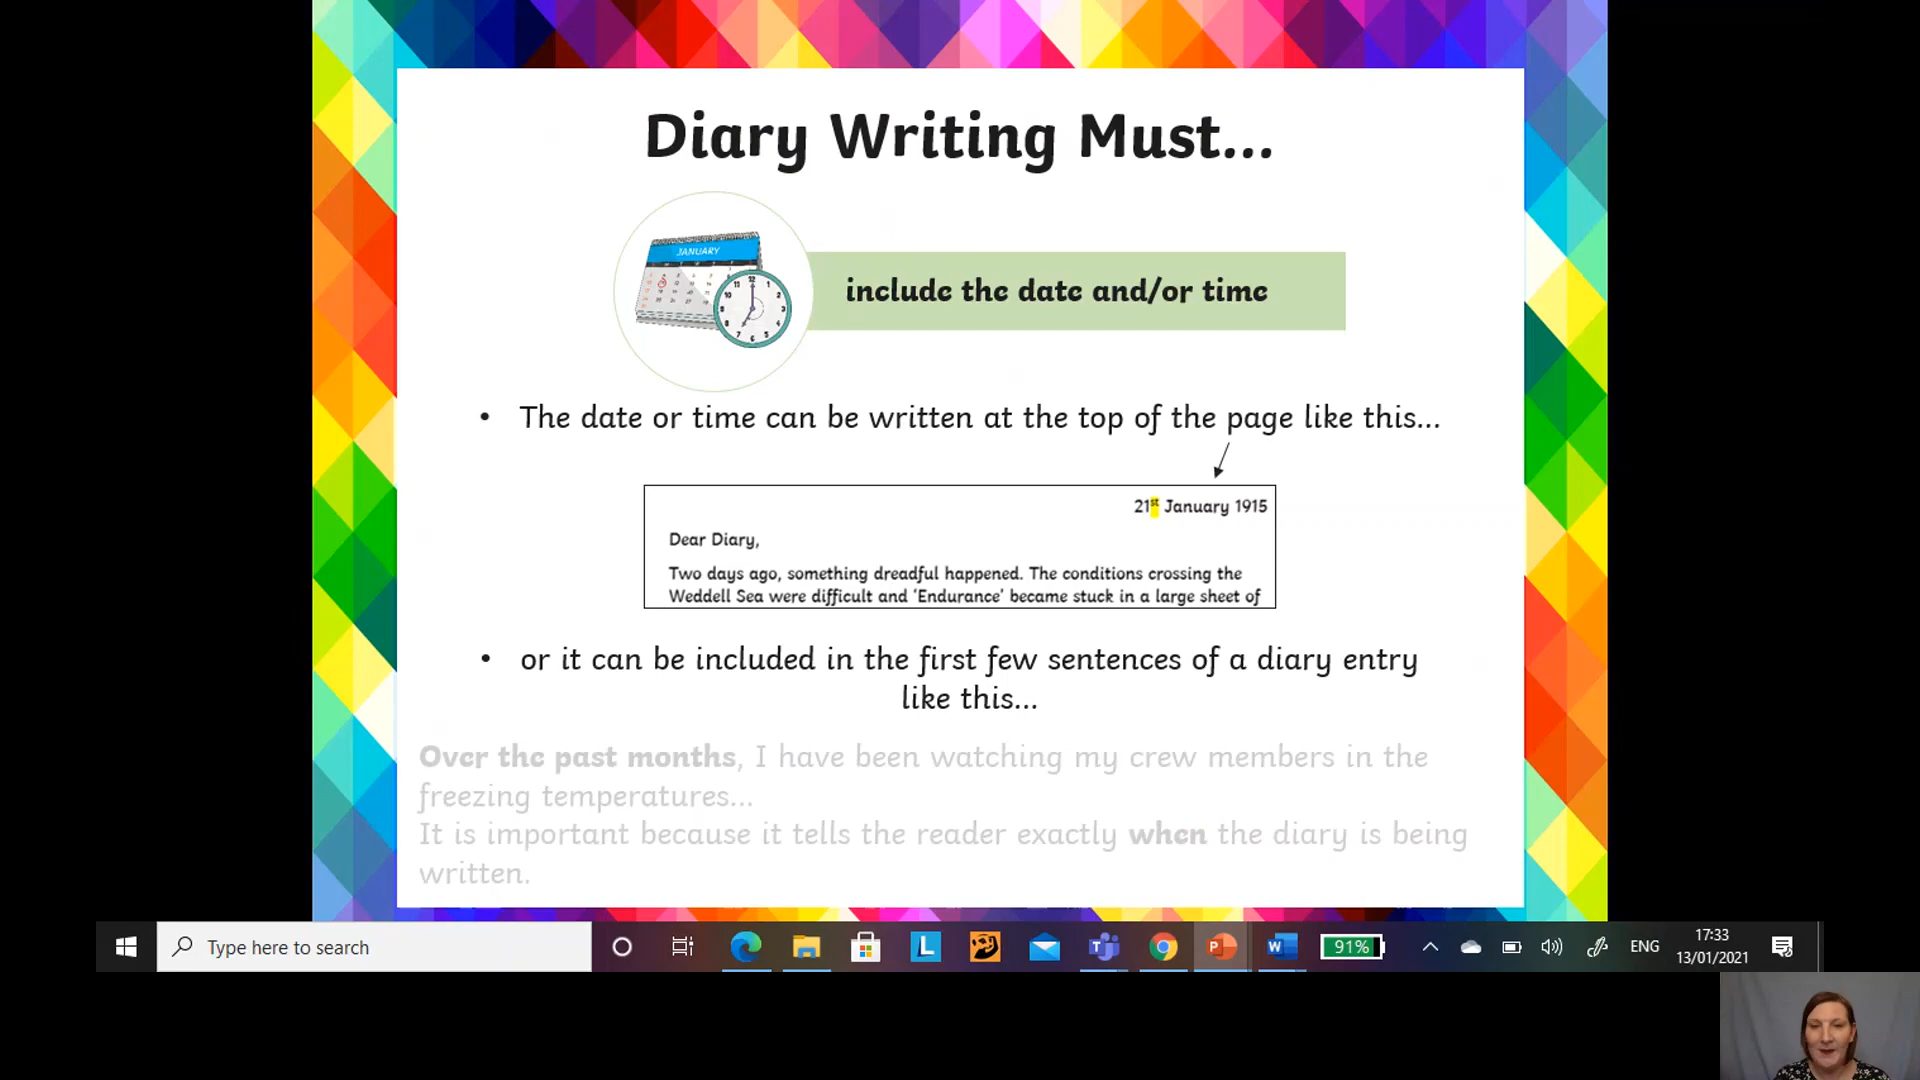 Diary Writing Must...
JANUARY
include the date and/or time
• The date or time can be written at the top of the page like this...
21st January 1915
Dear Diary,
Two days ago, something dreadful happened. The conditions crossing the
Weddell Sea were difficult and 'Endurance' became stuck in a large sheet of
• or it can be included in the first few sentences of a diary entry
like this...
Over the past months, I have been watching my crew members in the
freezing temperatures...
It is important because it tells the reader exactly when the diary is being
written.
Type here to search
91%
ENG
17:33
13/01/2021